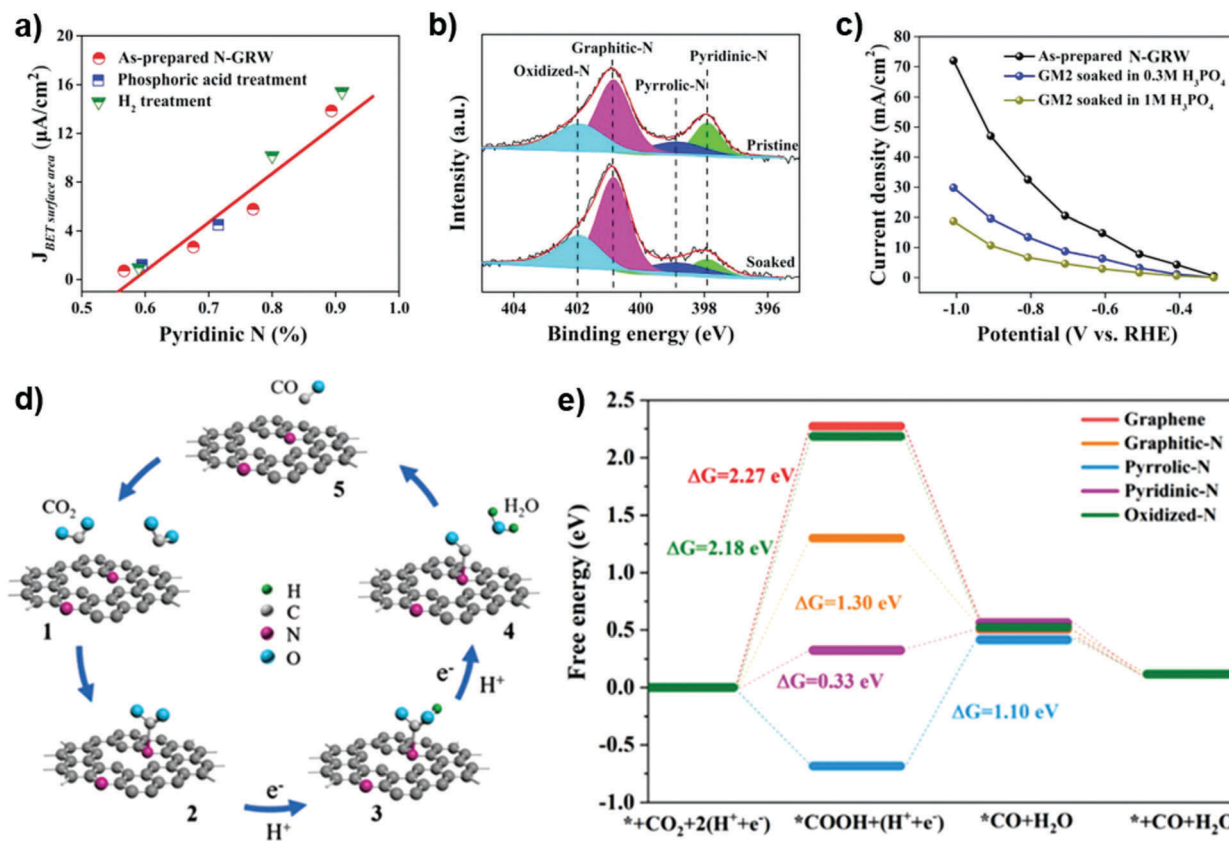 a)
J BET surface area (µA/cm²)
20
16
12
8
4
0
As-prepared N-GRW
Phosphoric acid treatment
H₂ treatment
0.5 0.6 0.7 0.8 0.9 1.0
Pyridinic N (%)
b)
Intensity (a.u.)
Graphitic-N
Oxidized-N
Pyridinic-N
Pyrrolic-N
Pristine
Soaked
404 402 400 398 396
Binding energy (eV)
c)
Current density (mA/cm²)
80
70
60
50
40
30
20
10
0
As-prepared N-GRW
GM2 soaked in 0.3M H₃PO₄
GM2 soaked in 1M H₃PO₄
-1.0 -0.8 -0.6 -0.4
Potential (V vs. RHE)
d)
CO
5
CO₂
H₂O
1
H
C
N
O
4
e-
H+
2
e-
H+
3
e)
Free energy (eV)
2.5
2.0
1.5
1.0
0.5
0.0
-0.5
-1.0
Graphene
Graphitic-N
Pyrrolic-N
Pyridinic-N
Oxidized-N
ΔG=2.27 eV
ΔG=2.18 eV
ΔG=1.30 eV
ΔG=0.33 eV
ΔG=1.10 eV
*+CO₂+2(H⁺+e⁻) *COOH+(H⁺+e⁻) *CO+H₂O *+CO+H₂O